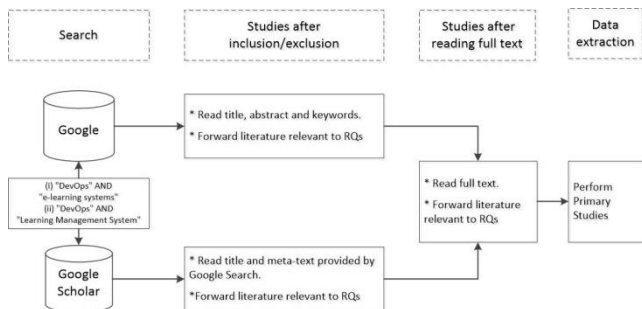 Search
Studies after
inclusion/exclusion
Studies after
reading full text
Data
extraction
Google
* Read title, abstract and keywords.
* Forward literature relevant to RQs
(i) "DevOps" AND
"e-learning systems"
(ii) "DevOps" AND
"Learning Management System"
* Read full text.
* Forward literature
relevant to RQs
Perform
Primary
Studies
Google
Scholar
* Read title and meta-text provided by
Google Search.
*Forward literature relevant to RQs